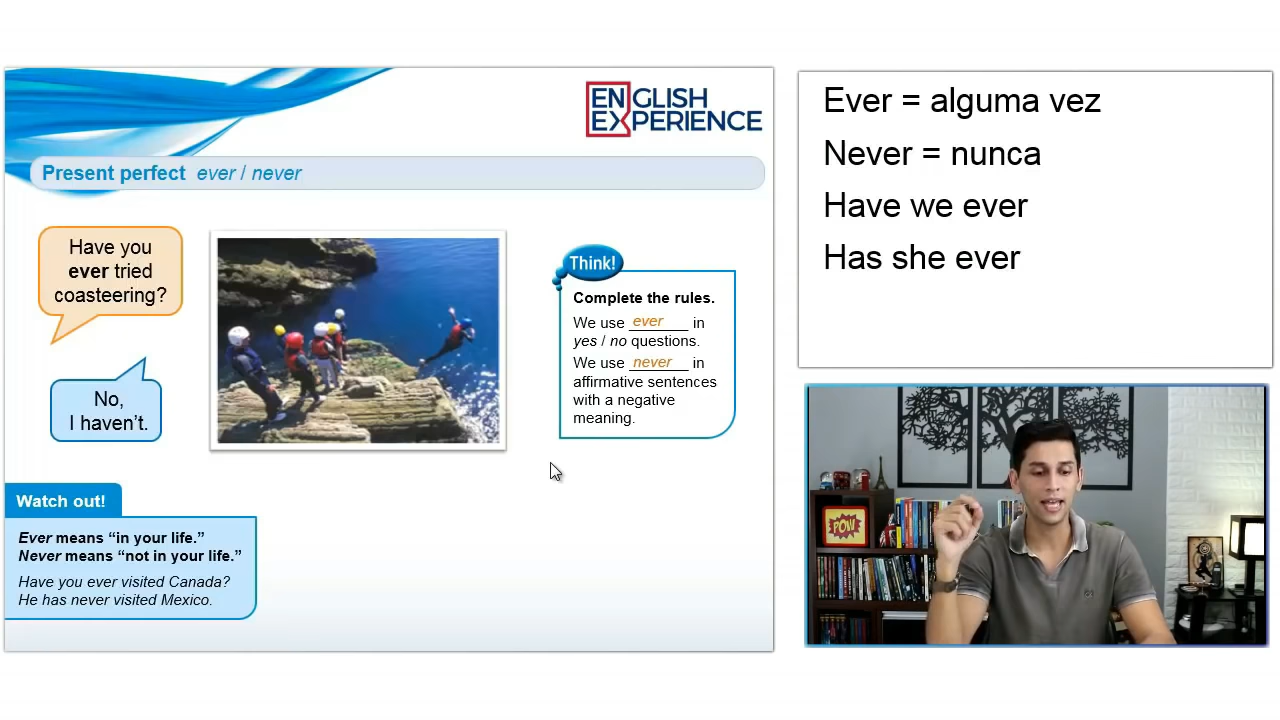 ENGLISH
EXPERIENCE
Present perfect ever / never
Have you
ever tried
coasteering?
No,
I haven’t.
Think!
Complete the rules.
We use ever in
yes / no questions.
We use never in
affirmative sentences
with a negative
meaning.
Watch out!
Ever means “in your life.”
Never means “not in your life.”
Have you ever visited Canada?
He has never visited Mexico.
Ever = alguma vez
Never = nunca
Have we ever
Has she ever
POW